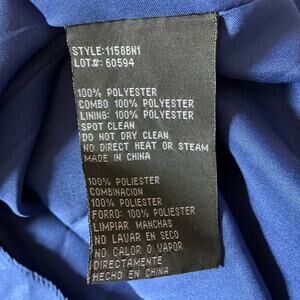 STYLE:1158BN1
LOT#: 60594
100% POLYESTER
COMBO 100% POLYESTER
LINING: 100% POLYESTER
SPOT CLEAN
DO NOT DRY CLEAN
NO DIRECT HEAT OR STEAM
MADE IN CHINA
100% POLIESTER
COMBINACION
100% POLIESTER
FORRO: 100% POLIESTER
LIMPIAR MANCHAS
NO LAVAR EN SECO
NO CALOR O VAPOR
DIRECTAMENTE
HECHO EN CHINA